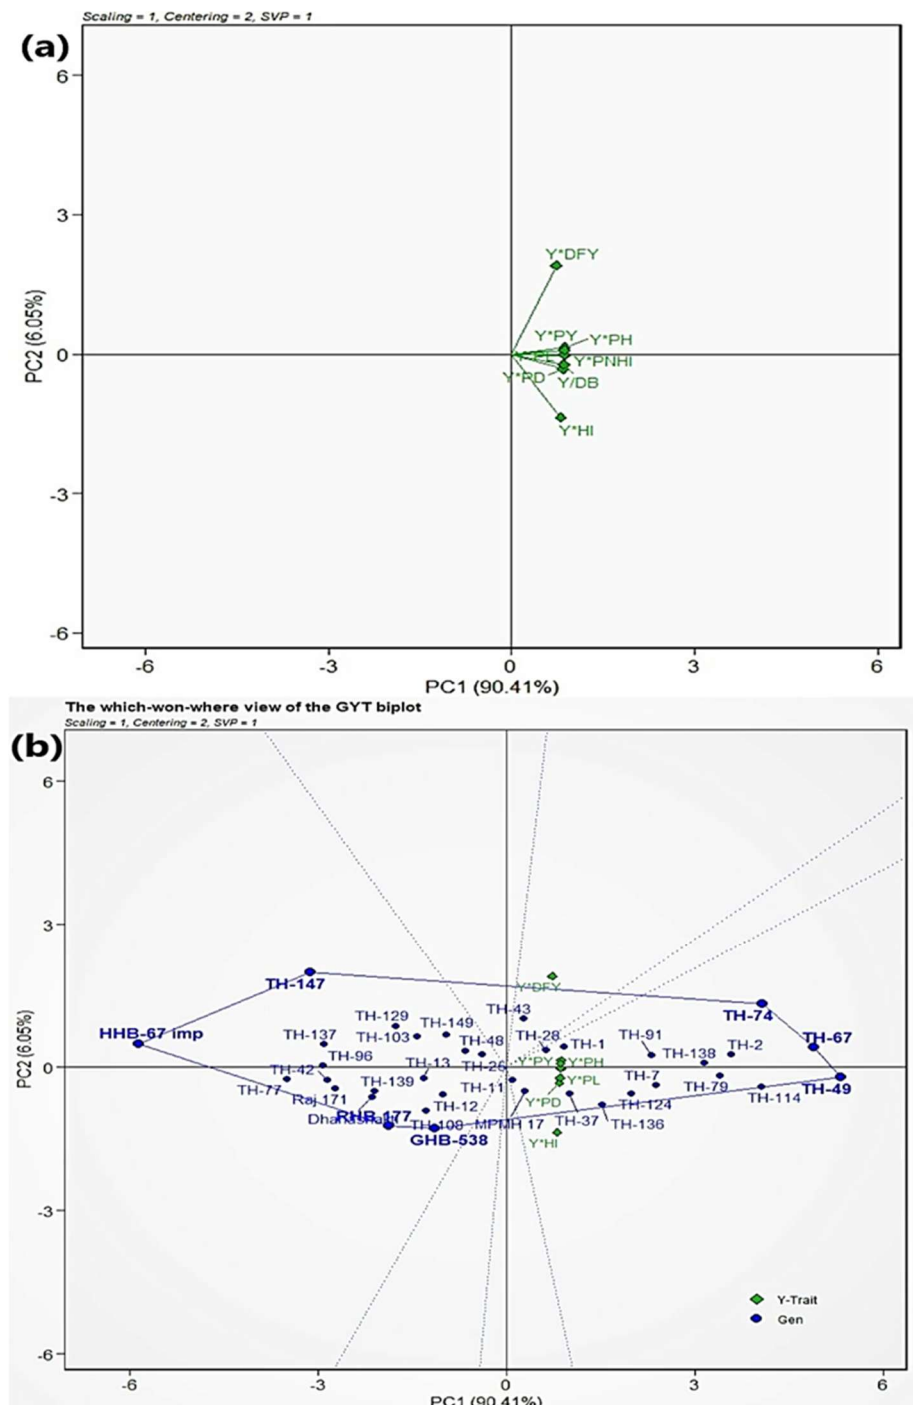 Scaling = 1, Centering = 2, SVP = 1
(a)
6
3
0
-3
-6
PC2 (6.05%)
Y*DFY
Y*PY
Y*PH
Y*PNHI
Y*PD
Y/DB
Y*HI
-6 -3 0 3 6
PC1 (90.41%)
The which-won-where view of the GYT biplot
Scaling = 1, Centering = 2, SVP = 1
(b)
6
3
0
-3
-6
PC2 (6.05%)
TH-147
Y*DFY
TH-74
TH-43
HHB-67 imp
TH-129
TH-149
TH-137
TH-103
TH-48
TH-28
TH-1
TH-91
TH-67
TH-138
TH-2
TH-96
TH-13
TH-25
Y*PY
Y*PH
TH-42
TH-77
TH-139
TH-11
Y*PL
TH-7
TH-79
TH-49
Raj 171
TH-12
Y*PD
TH-124
TH-114
RHB 177
TH-108
MPMH 17
TH-37
TH-136
GHB-538
Y*HI
Y-Trait
Gen
-6 -3 0 3 6
PC1 (90.41%)